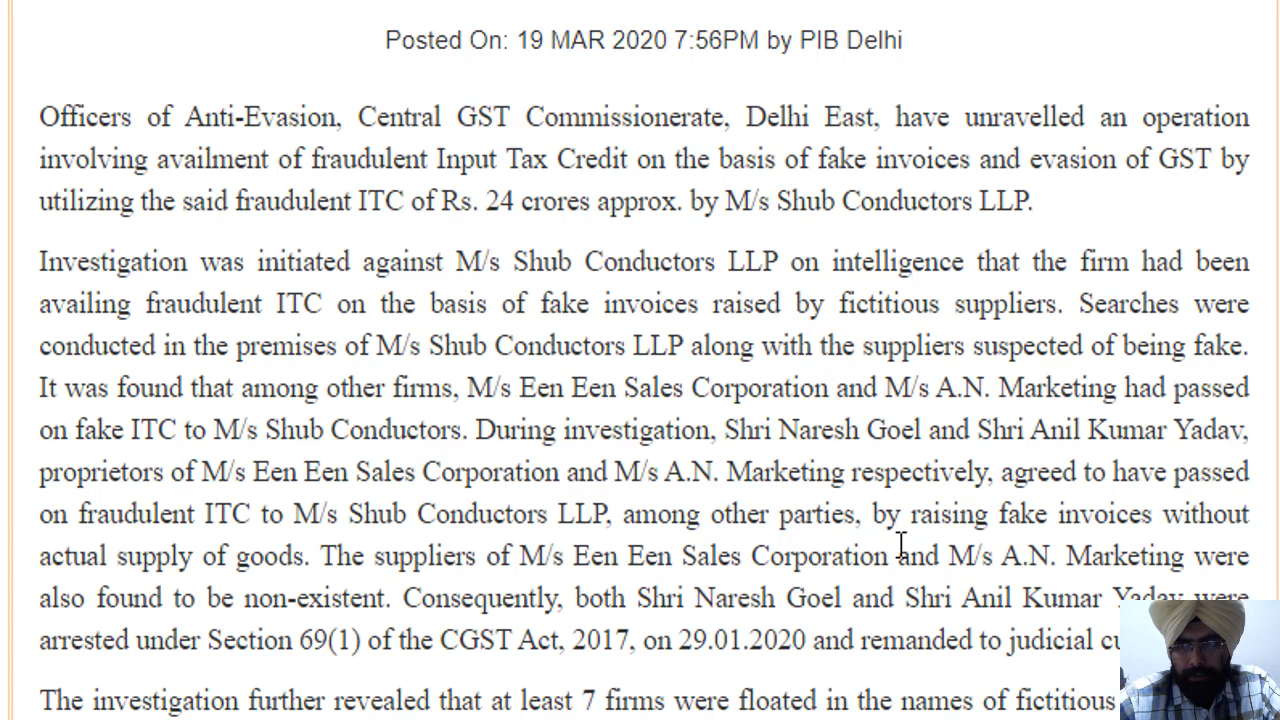 Posted On: 19 MAR 2020 7:56PM by PIB Delhi
Officers of Anti-Evasion, Central GST Commissionerate, Delhi East, have unravelled an operation
involving availment of fraudulent Input Tax Credit on the basis of fake invoices and evasion of GST by
utilizing the said fraudulent ITC of Rs. 24 crores approx. by M/s Shub Conductors LLP.
Investigation was initiated against M/s Shub Conductors LLP on intelligence that the firm had been
availing fraudulent ITC on the basis of fake invoices raised by fictitious suppliers. Searches were
conducted in the premises of M/s Shub Conductors LLP along with the suppliers suspected of being fake.
It was found that among other firms, M/s Een Een Sales Corporation and M/s A.N. Marketing had passed
on fake ITC to M/s Shub Conductors. During investigation, Shri Naresh Goel and Shri Anil Kumar Yadav,
proprietors of M/s Een Een Sales Corporation and M/s A.N. Marketing respectively, agreed to have passed
on fraudulent ITC to M/s Shub Conductors LLP, among other parties, by raising fake invoices without
actual supply of goods. The suppliers of M/s Een Een Sales Corporation and M/s A.N. Marketing were
also found to be non-existent. Consequently, both Shri Naresh Goel and Shri Anil Kumar Yadav were
arrested under Section 69(1) of the CGST Act, 2017, on 29.01.2020 and remanded to judicial
The investigation further revealed that at least 7 firms were floated in the names of fictitious